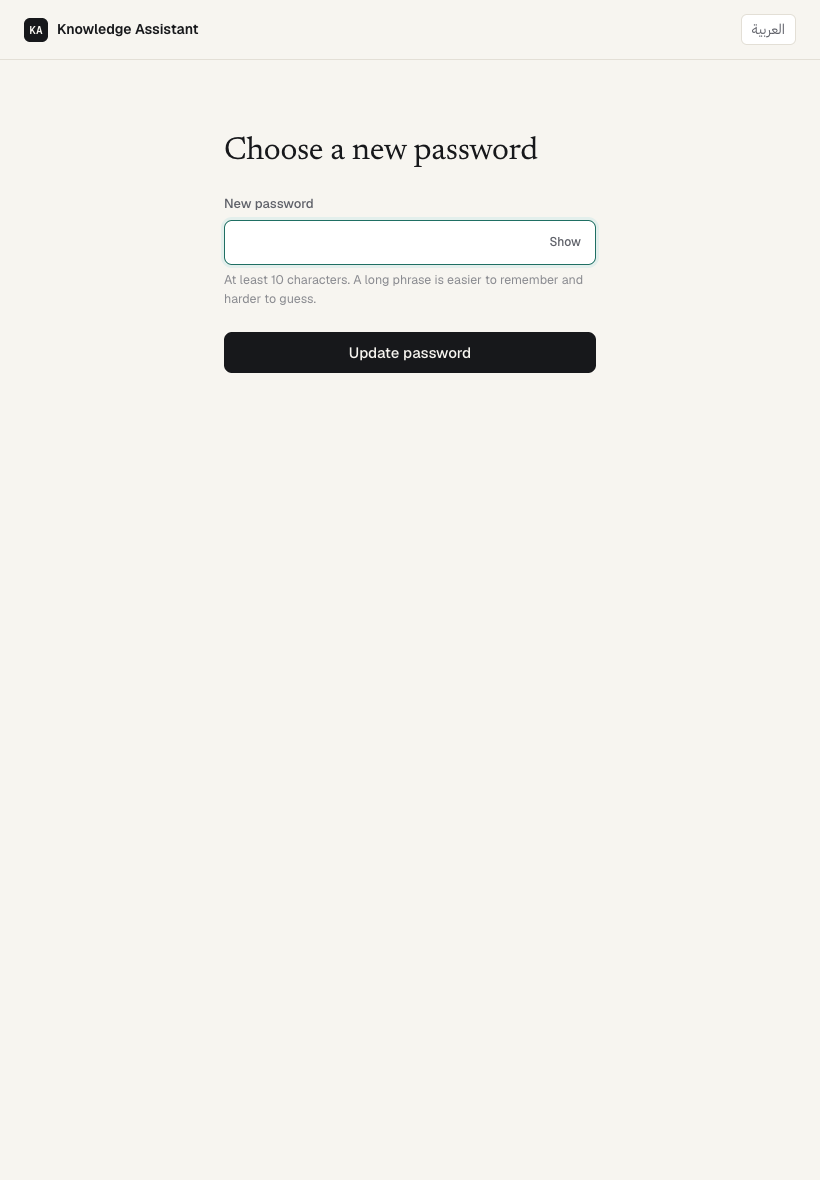 KA Knowledge Assistant
العربية
Choose a new password
New password
Show
At least 10 characters. A long phrase is easier to remember and
harder to guess.
Update password